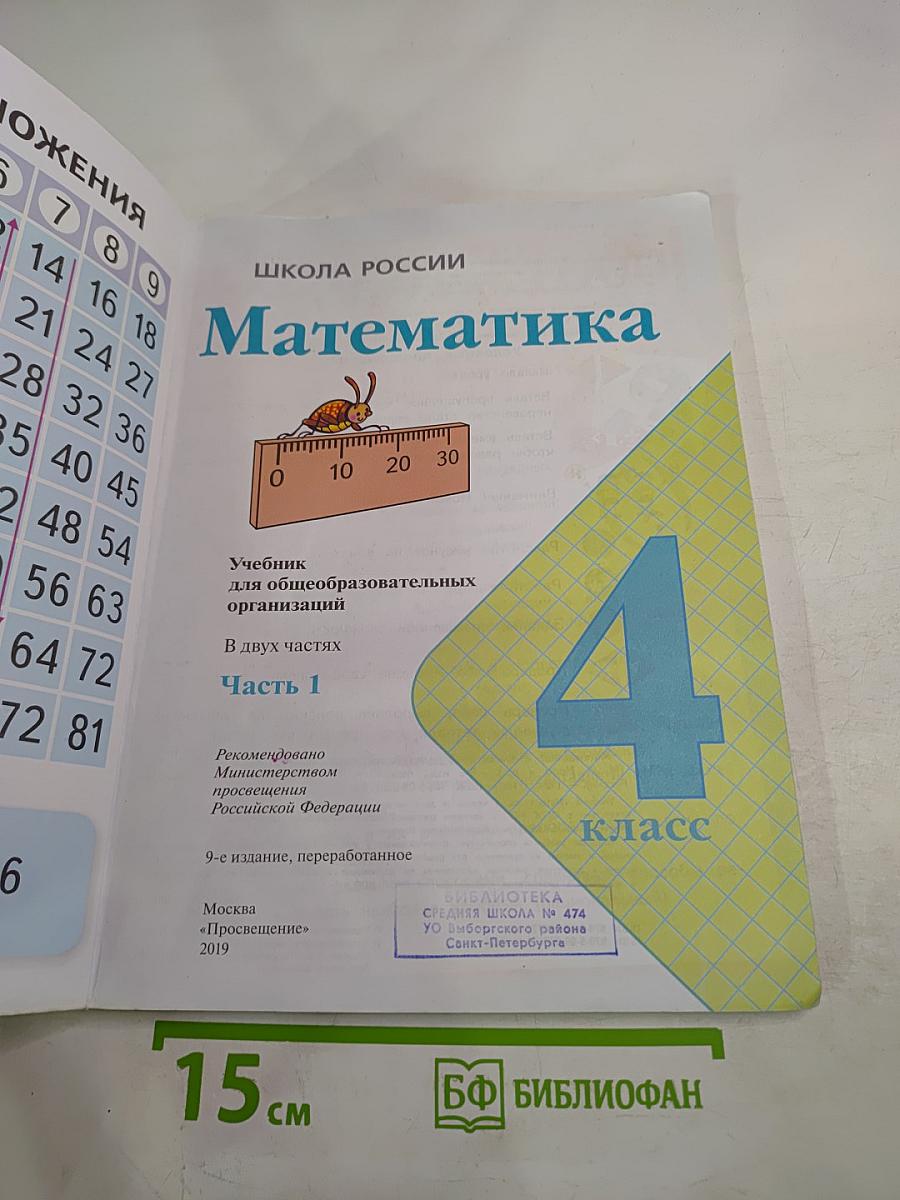 ножения
6 7 8 9
14 16 18
21 24 27
28 32 36
35 40 45
2 48 54
56 63
64 72
72 81
6
ШКОЛА РОССИИ
Математика
0 10 20 30
Учебник
для общеобразовательных
организаций
В двух частях
Часть 1
Рекомендовано
Министерством
просвещения
Российской Федерации
9-е издание, переработанное
Москва
«Просвещение»
2019
4
класс
БИБЛИОТЕКА
СРЕДНЯЯ ШКОЛА № 474
УО Выборгского района
Санкт-Петербурга
15 см
БФ БИБЛИОФАН